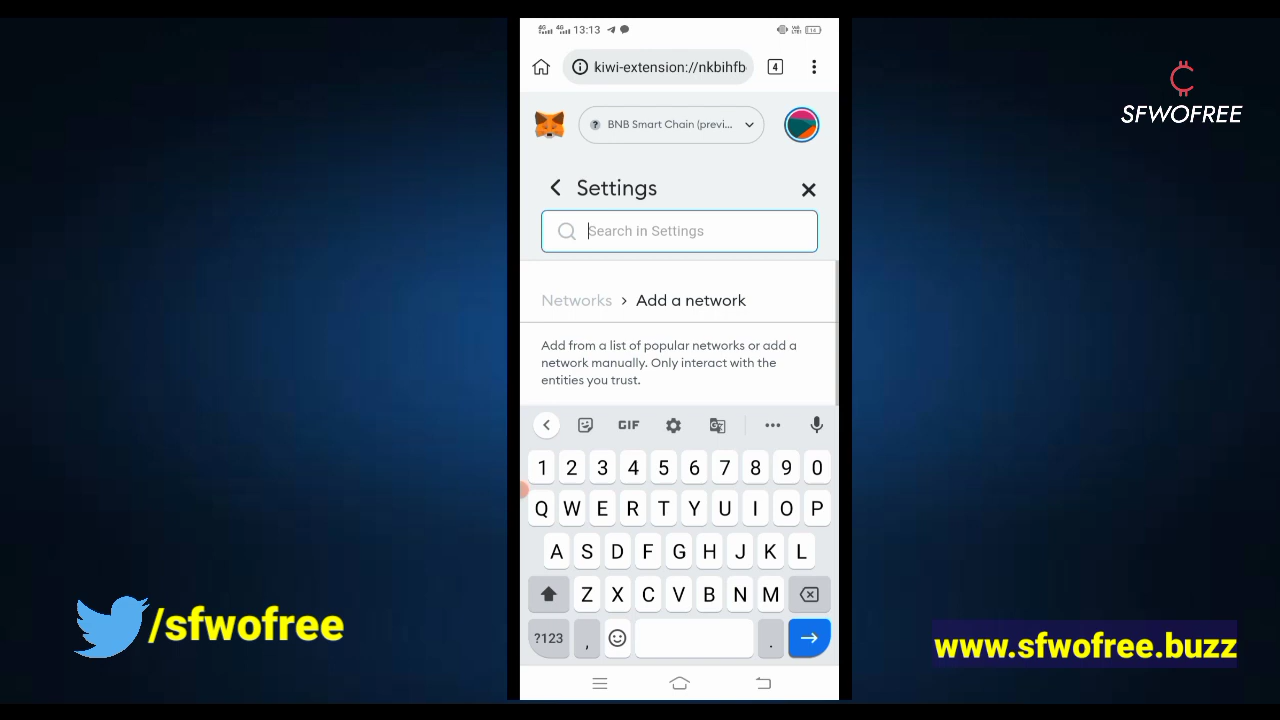 13:13
kiwi-extension://nkbihfb
4
BNB Smart Chain (previ...
SFWOFREE
Settings
Search in Settings
Networks > Add a network
Add from a list of popular networks or add a
network manually. Only interact with the
entities you trust.
GIF
1 2 3 4 5 6 7 8 9 0
Q W E R T Y U I O P
A S D F G H J K L
Z X C V B N M
?123 , .
/sfwofree
www.sfwofree.buzz